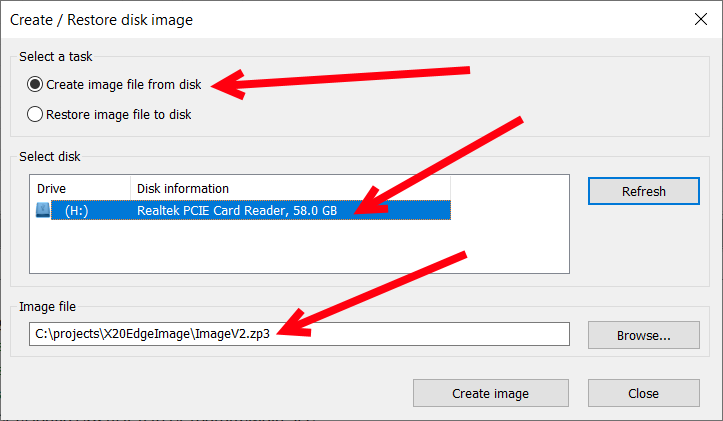 Create / Restore disk image
Select a task
Create image file from disk
Restore image file to disk
Select disk
Drive Disk information
(H:) Realtek PCIE Card Reader, 58.0 GB
Refresh
Image file
C:\projects\X20EdgeImage\ImageV2.zp3
Browse...
Create image
Close